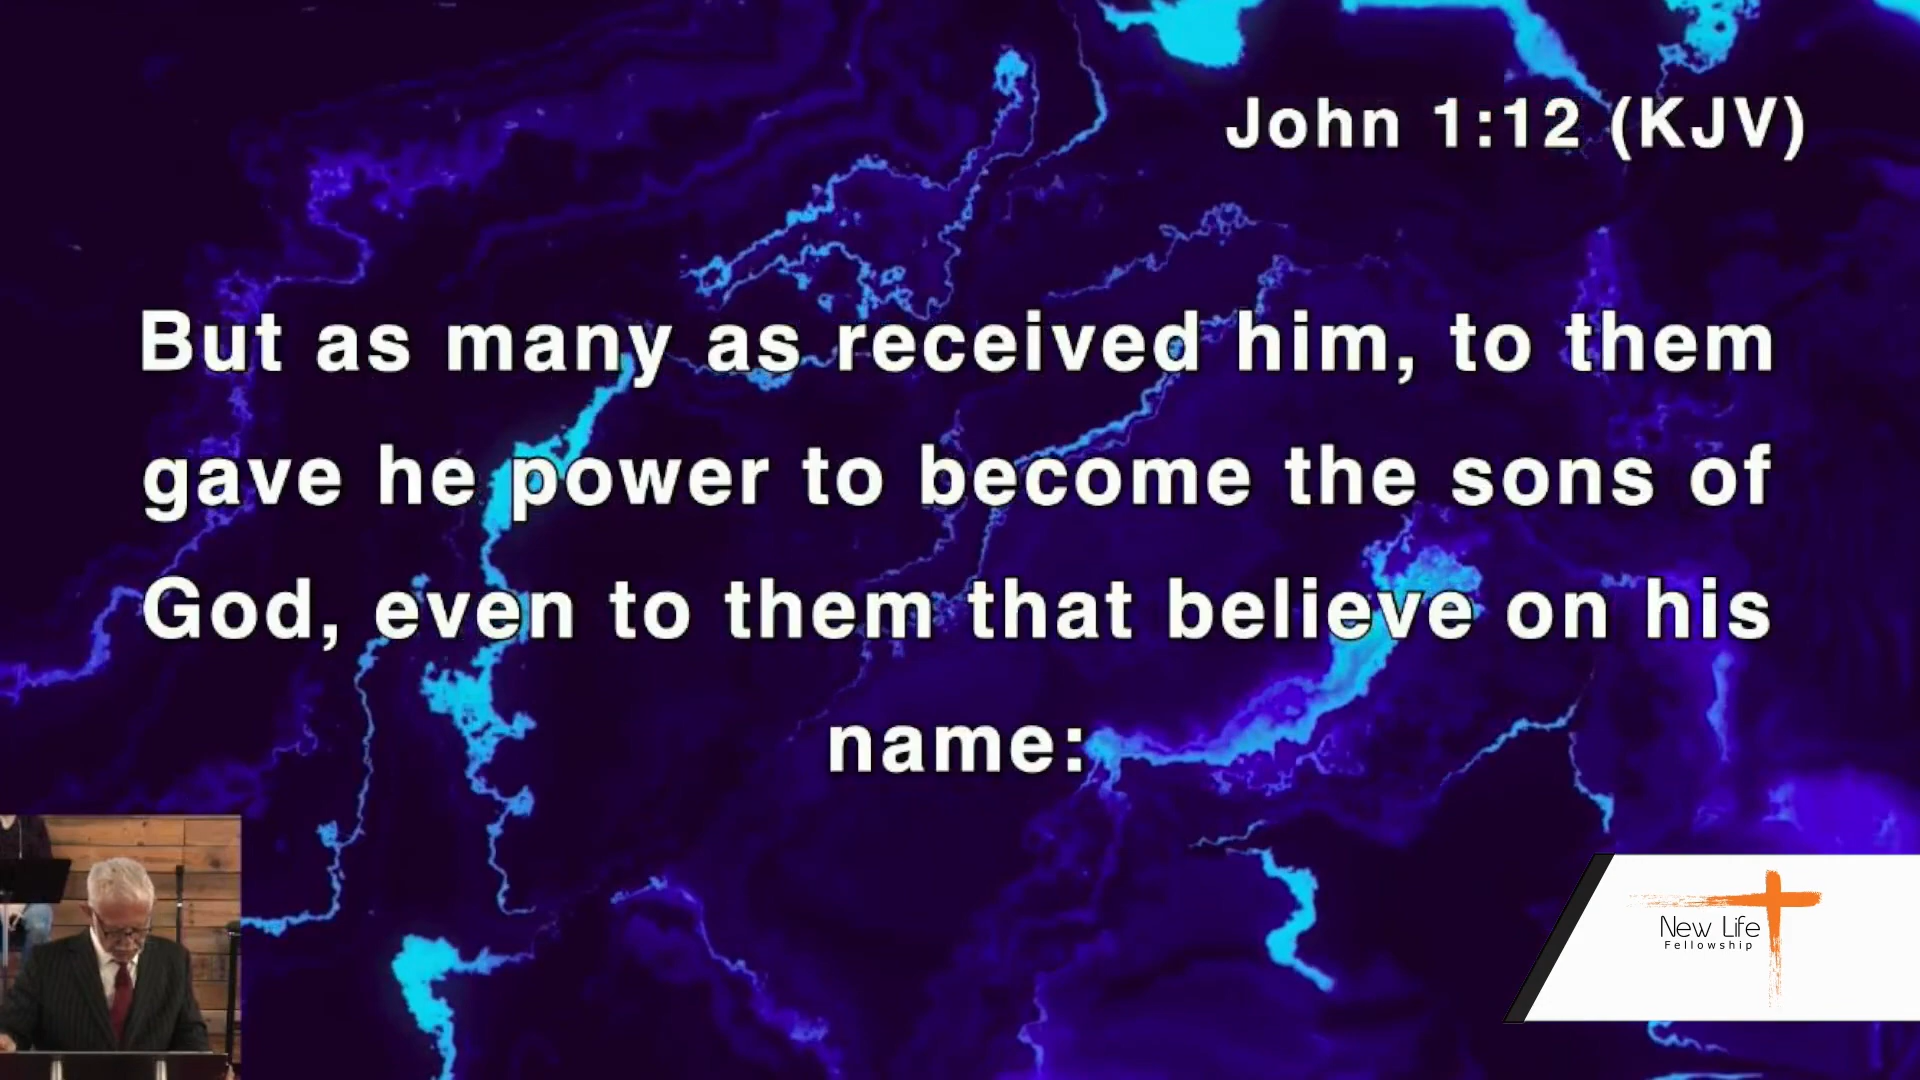 John 1:12 (KJV)
But as many as received him, to them
gave he power to become the sons of
God, even to them that believe on his
name:
New Life
Fellowship